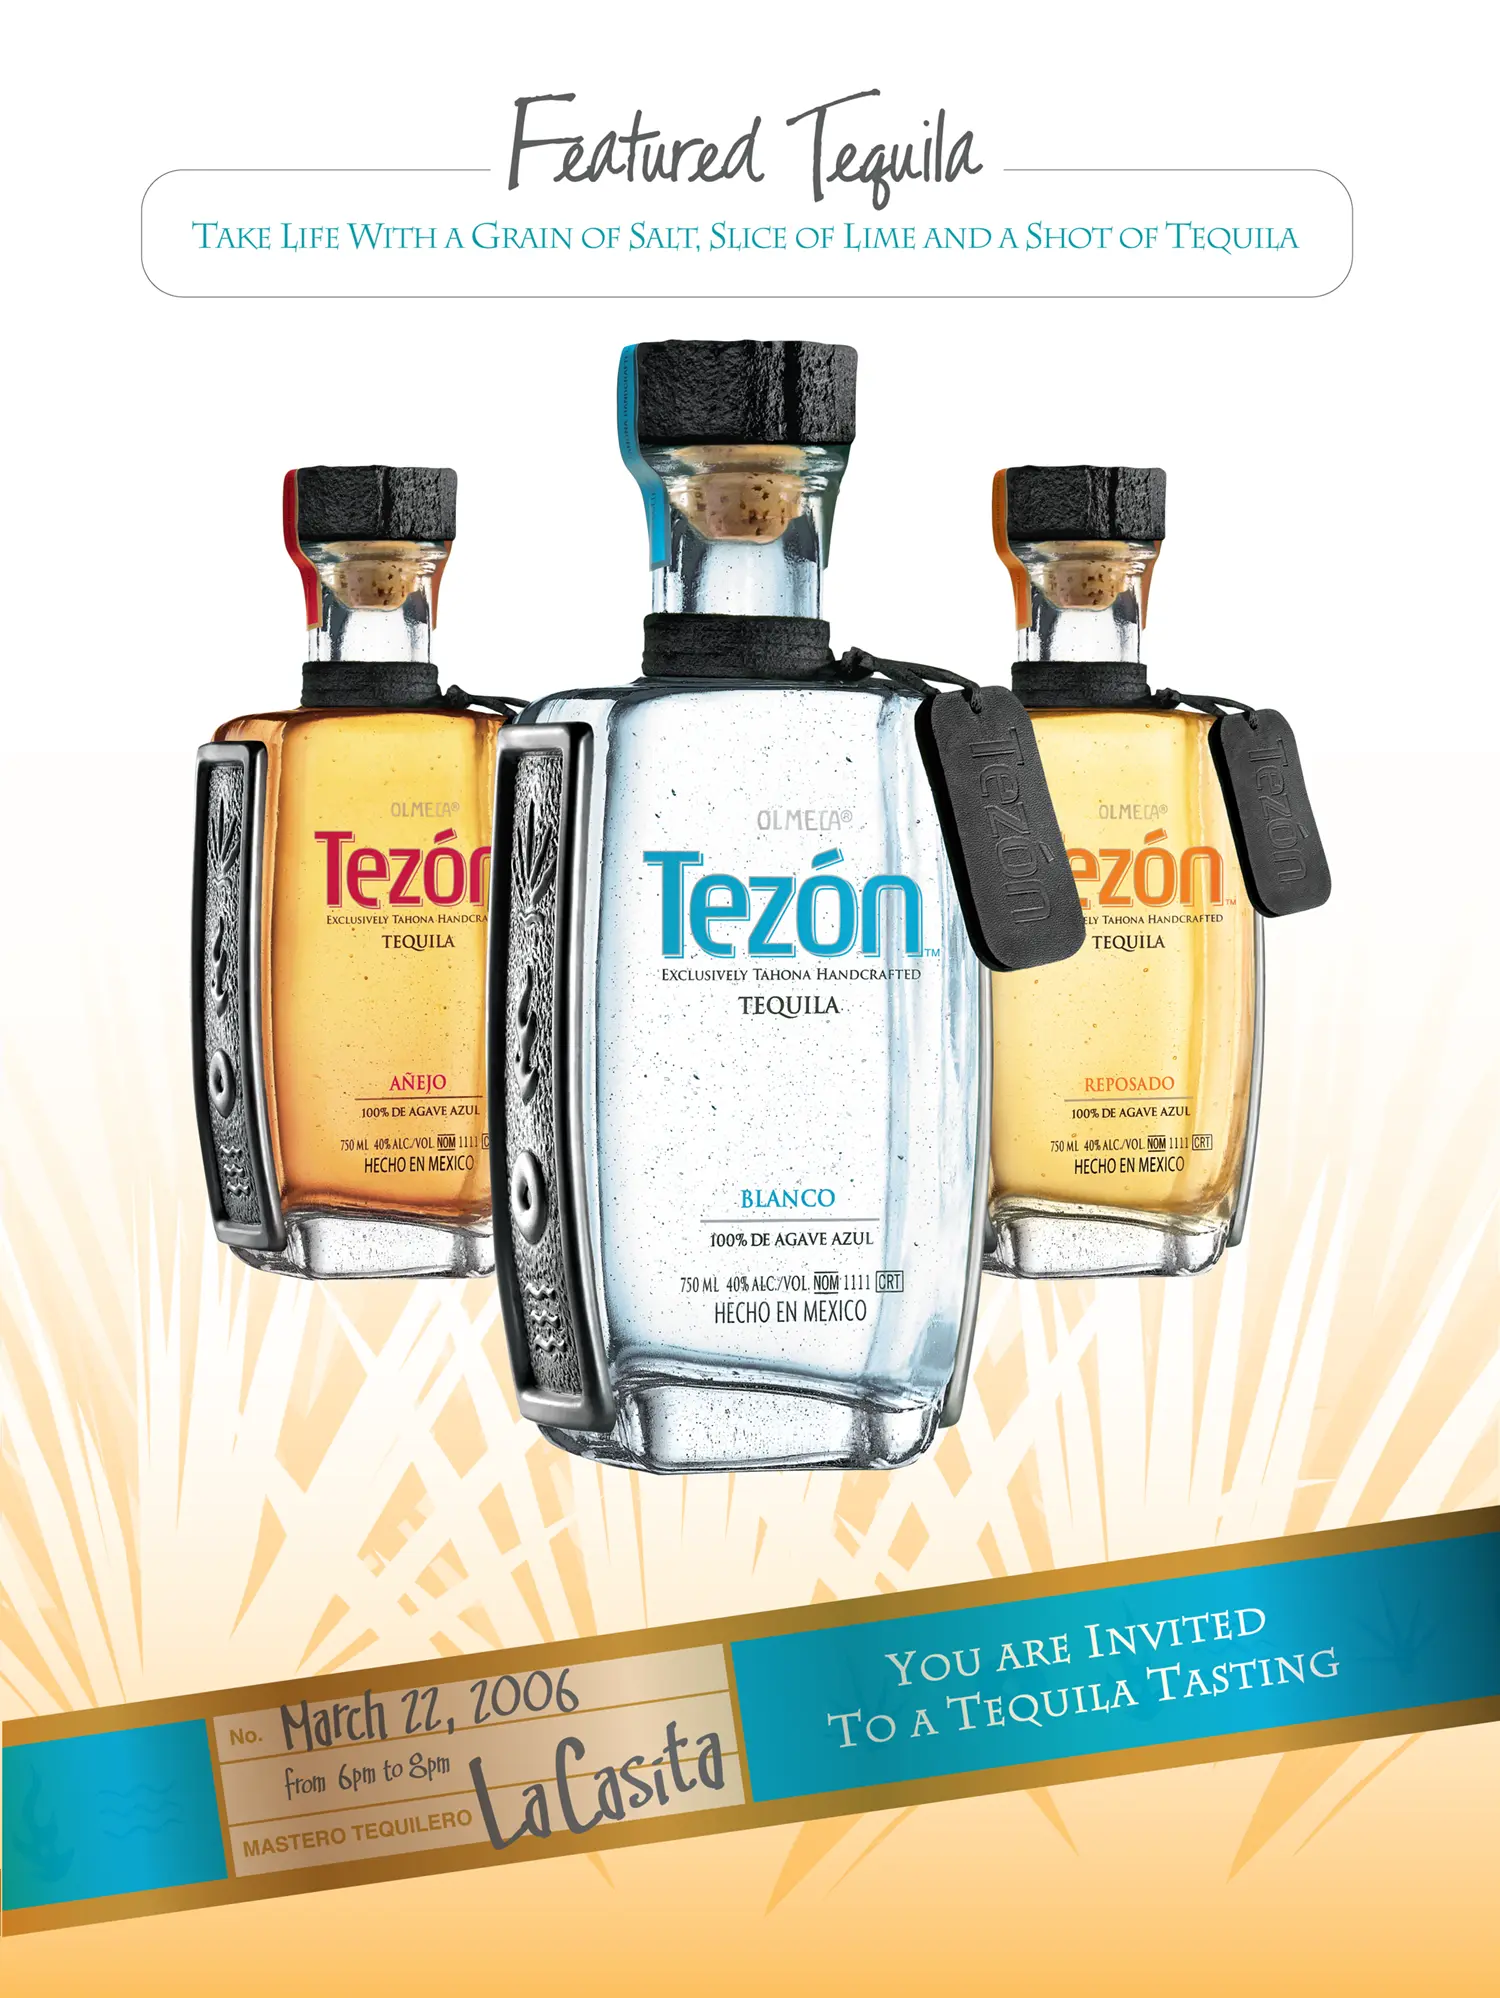 Featured Tequila
TAKE LIFE WITH A GRAIN OF SALT, SLICE OF LIME AND A SHOT OF TEQUILA
OLMECA®
Tezón
EXCLUSIVELY TAHONA HANDCRA
TEQUILA
AÑEJO
100% DE AGAVE AZUL
750 ML 40% ALC./VOL. NOM 1111 C
HECHO EN MEXICO
OLMECA®
Tezón™
EXCLUSIVELY TAHONA HANDCRAFTED
TEQUILA
BLANCO
100% DE AGAVE AZUL
750 ML 40% ALC./VOL. NOM 1111 CRT
HECHO EN MEXICO
Tezón
OLMECA®
ezón™
ELY TAHONA HANDCRAFTED
TEQUILA
REPOSADO
100% DE AGAVE AZUL
750 ML 40% ALC./VOL. NOM 1111 CRT
HECHO EN MEXICO
Tezón
No. March 22, 2006
from 6pm to 8pm
MASTERO TEQUILERO La Casita
YOU ARE INVITED
TO A TEQUILA TASTING